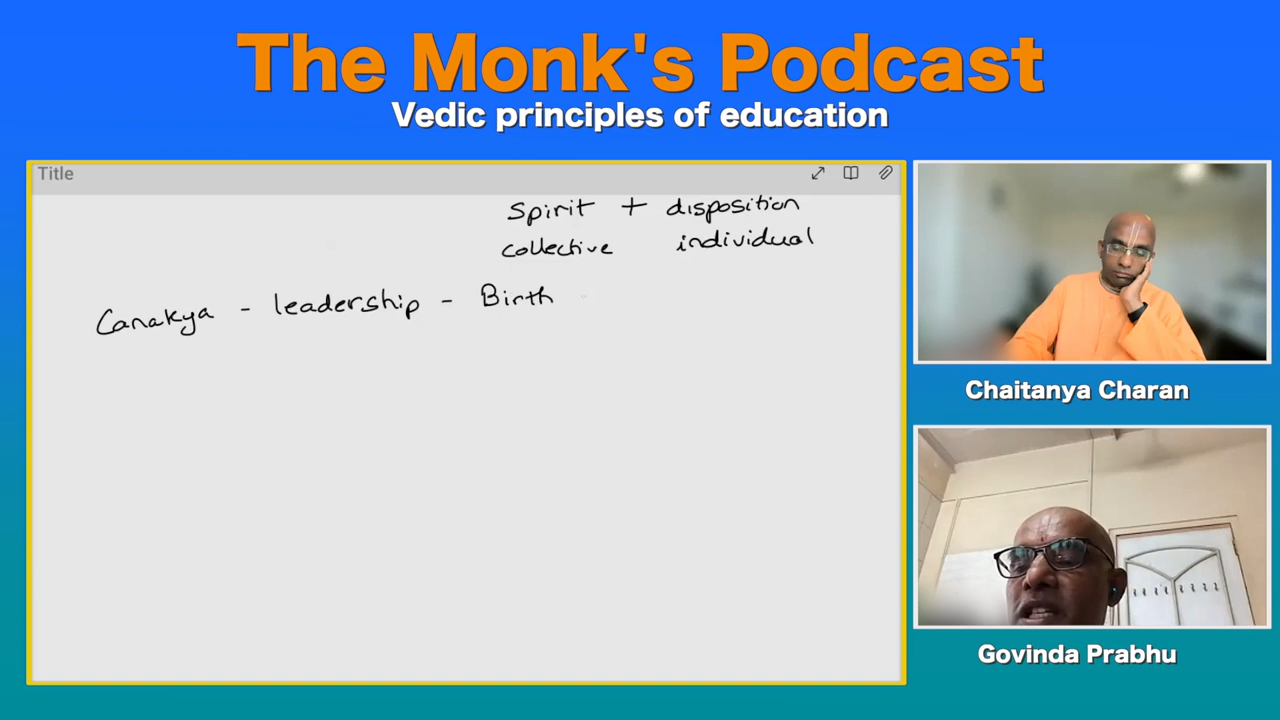 The Monk's Podcast
Vedic principles of education
Title
Spirit + disposition
collective individual
Canakya - leadership - Birth
Chaitanya Charan
Govinda Prabhu